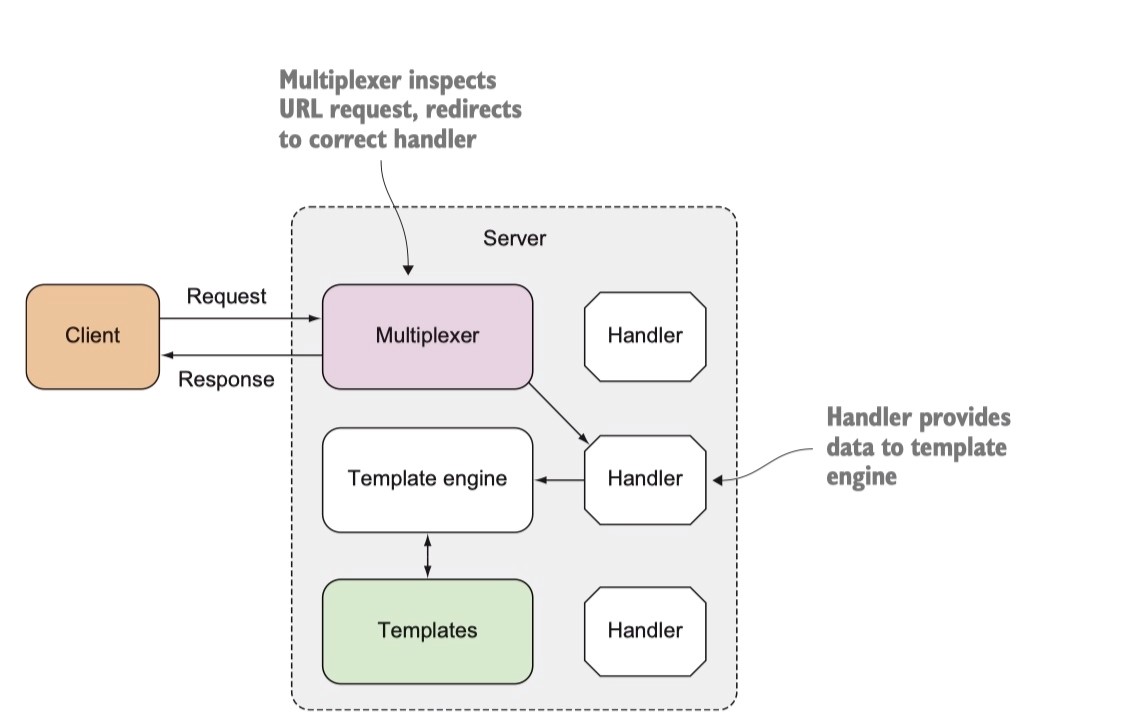 Multiplexer inspects
URL request, redirects
to correct handler
Server
Request
Client
Multiplexer
Handler
Response
Handler provides
data to template
engine
Template engine
Handler
Templates
Handler